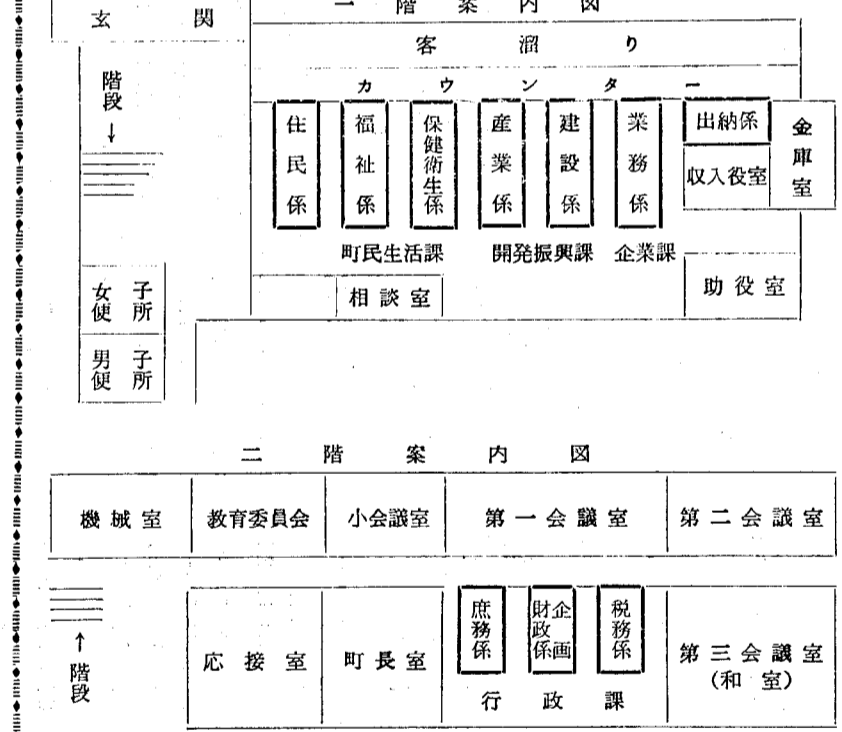 一階案内図
玄関
客溜り
カウンター
階段
↓
住民係
福祉係
保健衛生係
産業係
建設係
業務係
出納係
収入役室
金庫室
町民生活課
開発振興課
企業課
相談室
助役室
女子便所
男子便所
二階案内図
機械室
教育委員会
小会議室
第一会議室
第二会議室
↑
階段
応接室
町長室
庶務係
企画財政係
税務係
行政課
第三会議室
(和室)